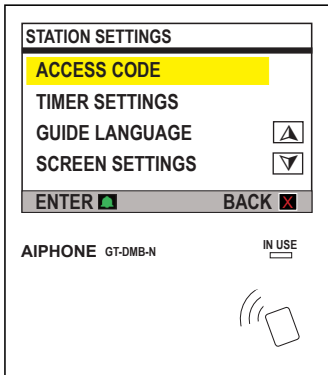 STATION SETTINGS
ACCESS CODE
TIMER SETTINGS
GUIDE LANGUAGE
SCREEN SETTINGS
ENTER BACK X
AIPHONE GT-DMB-N IN USE